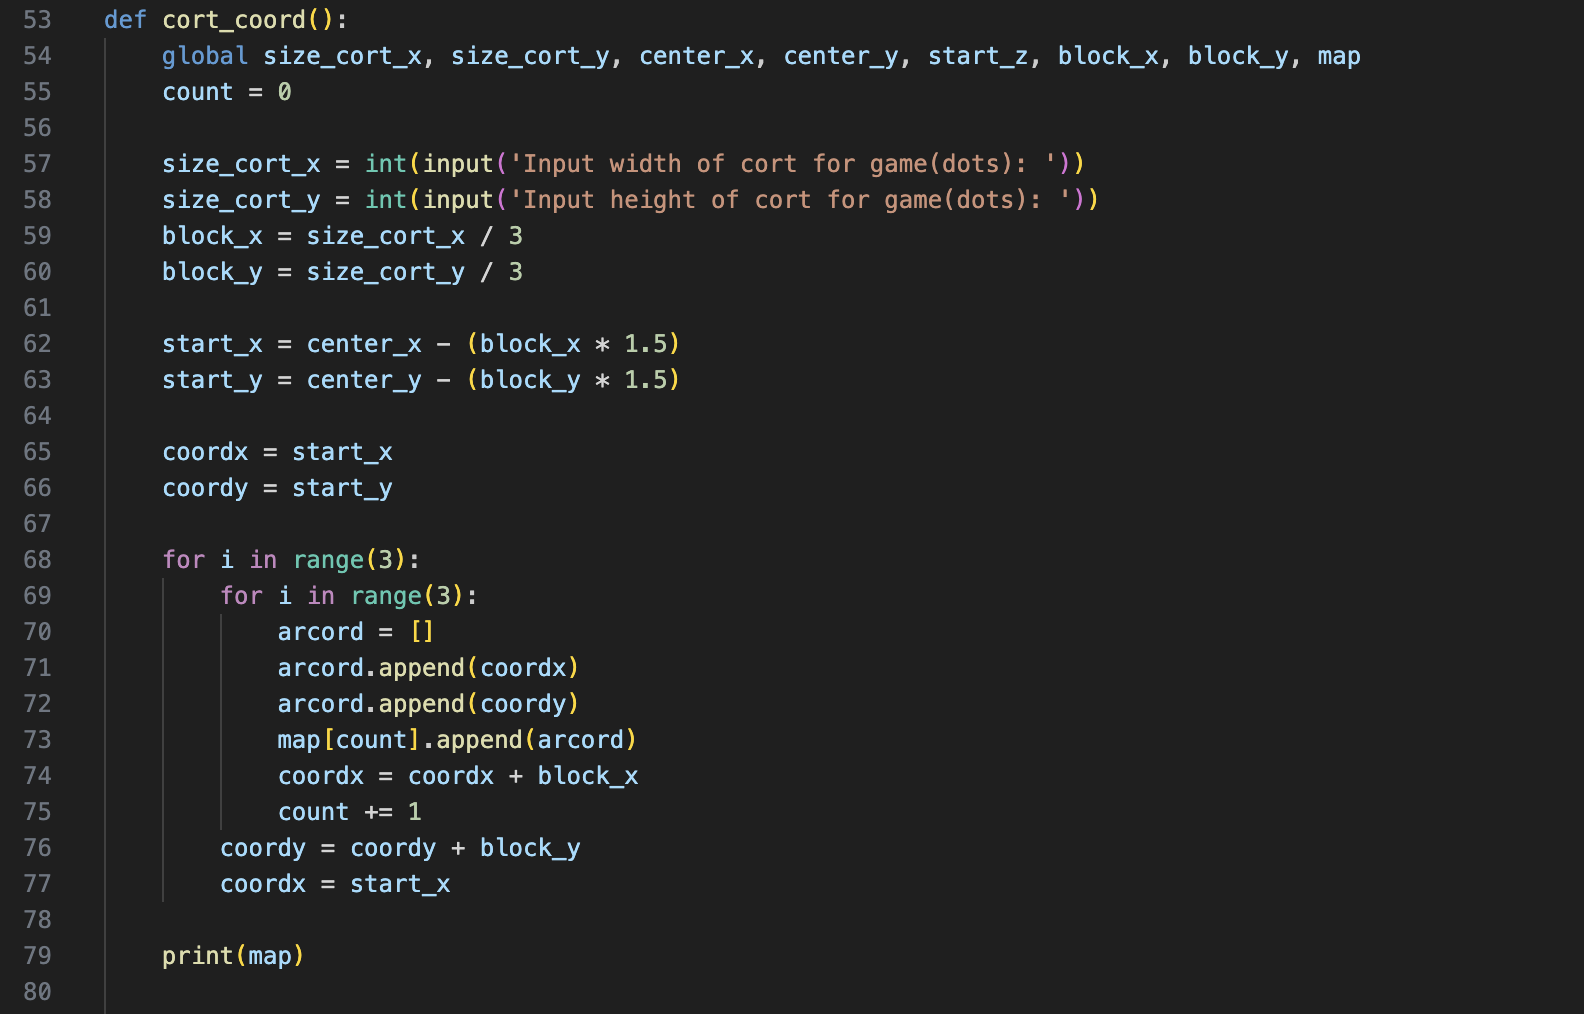 53 def cort_coord():
54 global size_cort_x, size_cort_y, center_x, center_y, start_z, block_x, block_y, map
55 count = 0
56
57 size_cort_x = int(input('Input width of cort for game(dots): '))
58 size_cort_y = int(input('Input height of cort for game(dots): '))
59 block_x = size_cort_x / 3
60 block_y = size_cort_y / 3
61
62 start_x = center_x - (block_x * 1.5)
63 start_y = center_y - (block_y * 1.5)
64
65 coordx = start_x
66 coordy = start_y
67
68 for i in range(3):
69 for i in range(3):
70 arcord = []
71 arcord.append(coordx)
72 arcord.append(coordy)
73 map[count].append(arcord)
74 coordx = coordx + block_x
75 count += 1
76 coordy = coordy + block_y
77 coordx = start_x
78
79 print(map)
80